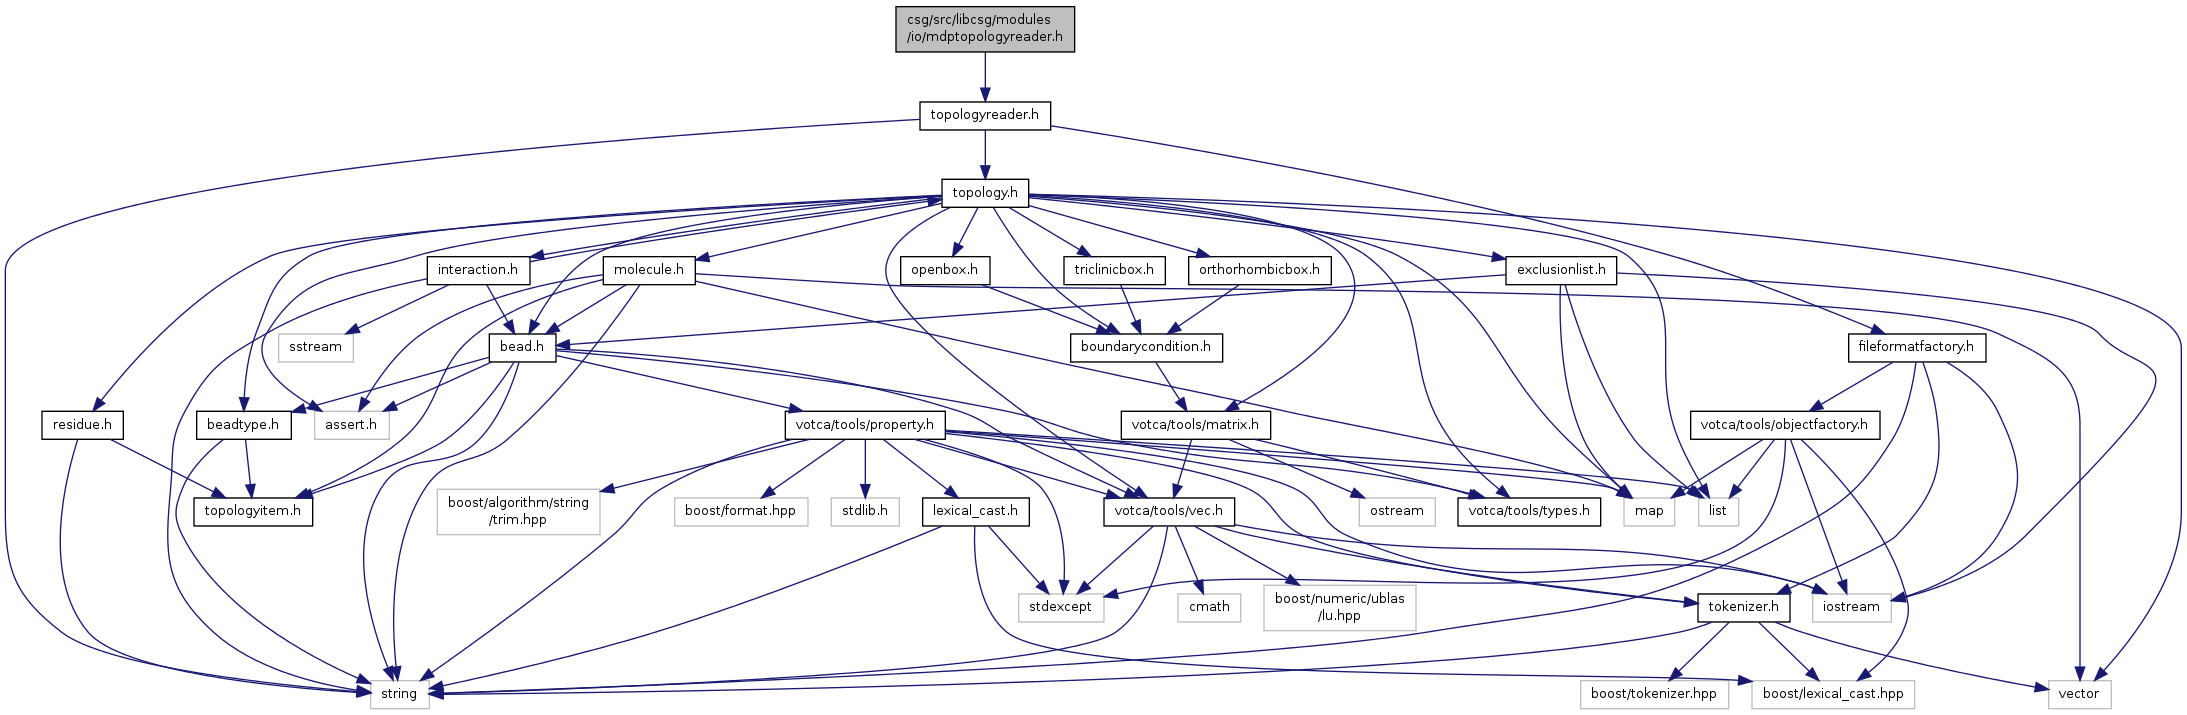 csg/src/libcsg/modules
/io/mdptopologyreader.h
topologyreader.h
topology.h
interaction.h
molecule.h
openbox.h
triclinicbox.h
orthorhombicbox.h
exclusionlist.h
sstream
bead.h
boundarycondition.h
fileformatfactory.h
residue.h
beadtype.h
assert.h
votca/tools/property.h
votca/tools/matrix.h
votca/tools/objectfactory.h
topologyitem.h
boost/algorithm/string
/trim.hpp
boost/format.hpp
stdlib.h
lexical_cast.h
votca/tools/vec.h
ostream
votca/tools/types.h
map
list
stdexcept
cmath
boost/numeric/ublas
/lu.hpp
tokenizer.h
iostream
string
boost/tokenizer.hpp
boost/lexical_cast.hpp
vector